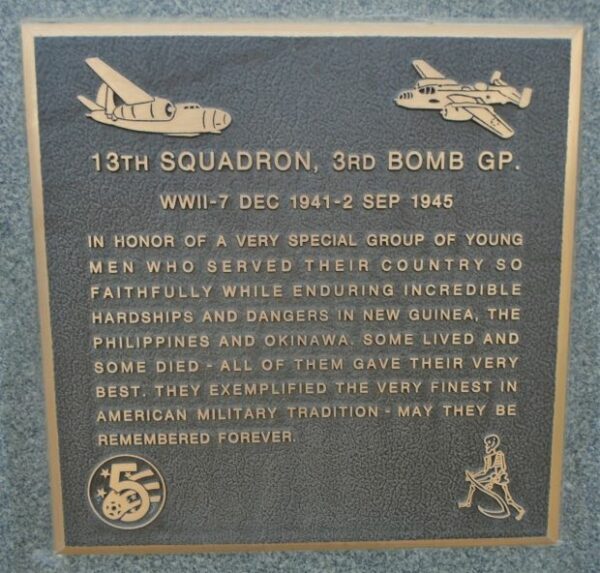 13TH SQUADRON, 3RD BOMB GP.
WWII-7 DEC 1941-2 SEP 1945
IN HONOR OF A VERY SPECIAL GROUP OF YOUNG
MEN WHO SERVED THEIR COUNTRY SO
FAITHFULLY WHILE ENDURING INCREDIBLE
HARDSHIPS AND DANGERS IN NEW GUINEA, THE
PHILIPPINES AND OKINAWA. SOME LIVED AND
SOME DIED - ALL OF THEM GAVE THEIR VERY
BEST. THEY EXEMPLIFIED THE VERY FINEST IN
AMERICAN MILITARY TRADITION - MAY THEY BE
REMEMBERED FOREVER.
5